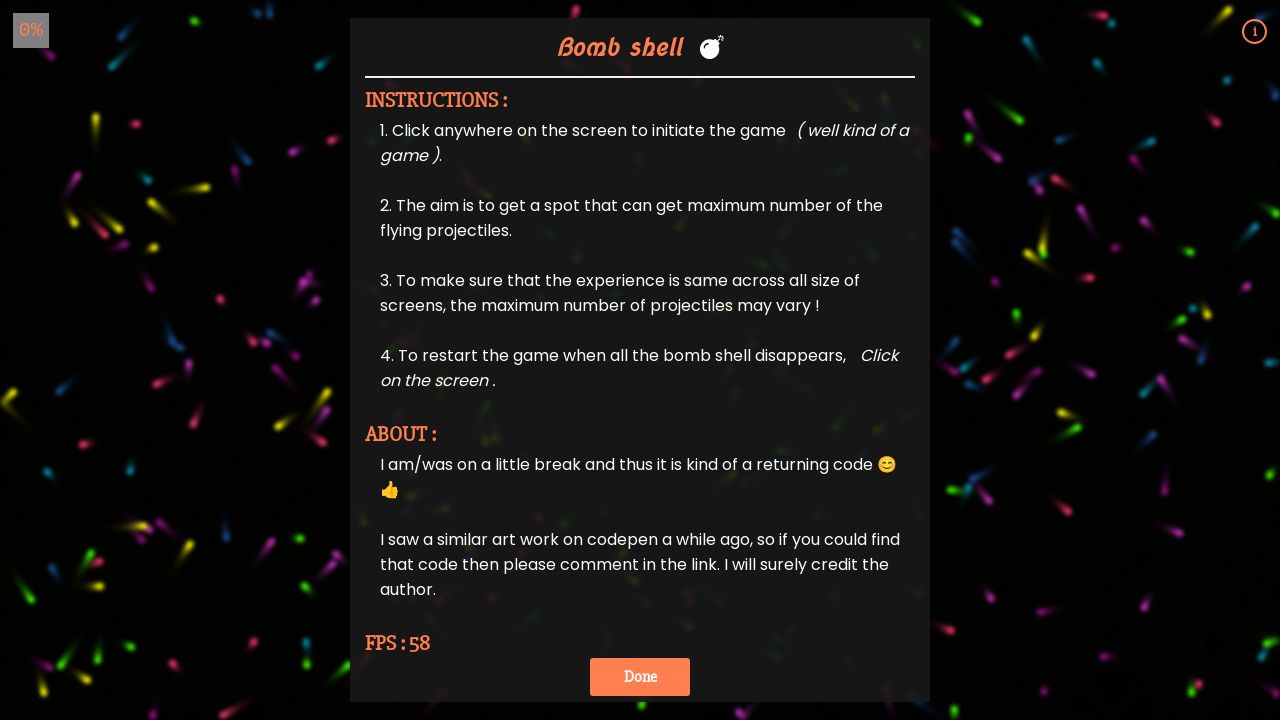 0%
Bomb shell 💣
i
INSTRUCTIONS :
1. Click anywhere on the screen to initiate the game ( well kind of a
game ).
2. The aim is to get a spot that can get maximum number of the
flying projectiles.
3. To make sure that the experience is same across all size of
screens, the maximum number of projectiles may vary !
4. To restart the game when all the bomb shell disappears, Click
on the screen .
ABOUT :
I am/was on a little break and thus it is kind of a returning code 😊
👍
I saw a similar art work on codepen a while ago, so if you could find
that code then please comment in the link. I will surely credit the
author.
FPS : 58
Done